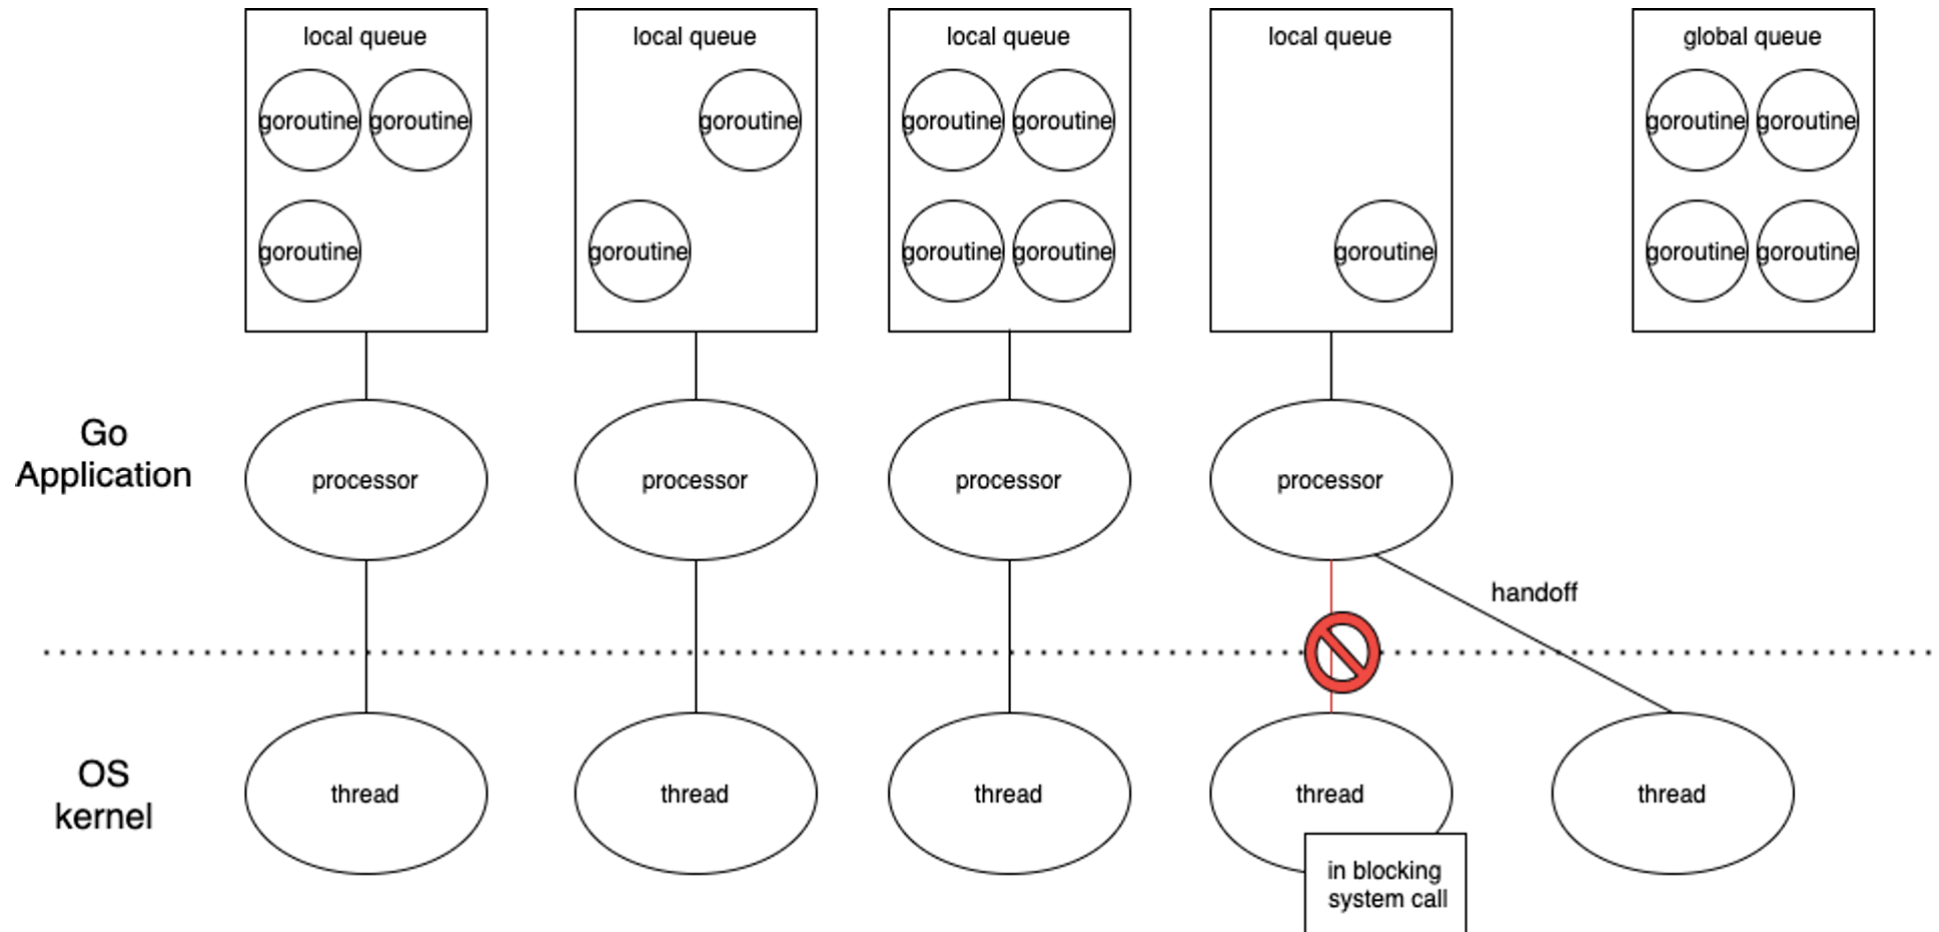 local queue
goroutine goroutine
goroutine
local queue
goroutine
goroutine
local queue
goroutine goroutine
goroutine goroutine
local queue
goroutine
global queue
goroutine goroutine
goroutine goroutine
Go
Application
processor
processor
processor
processor
handoff
OS
kernel
thread
thread
thread
thread
in blocking
system call
thread